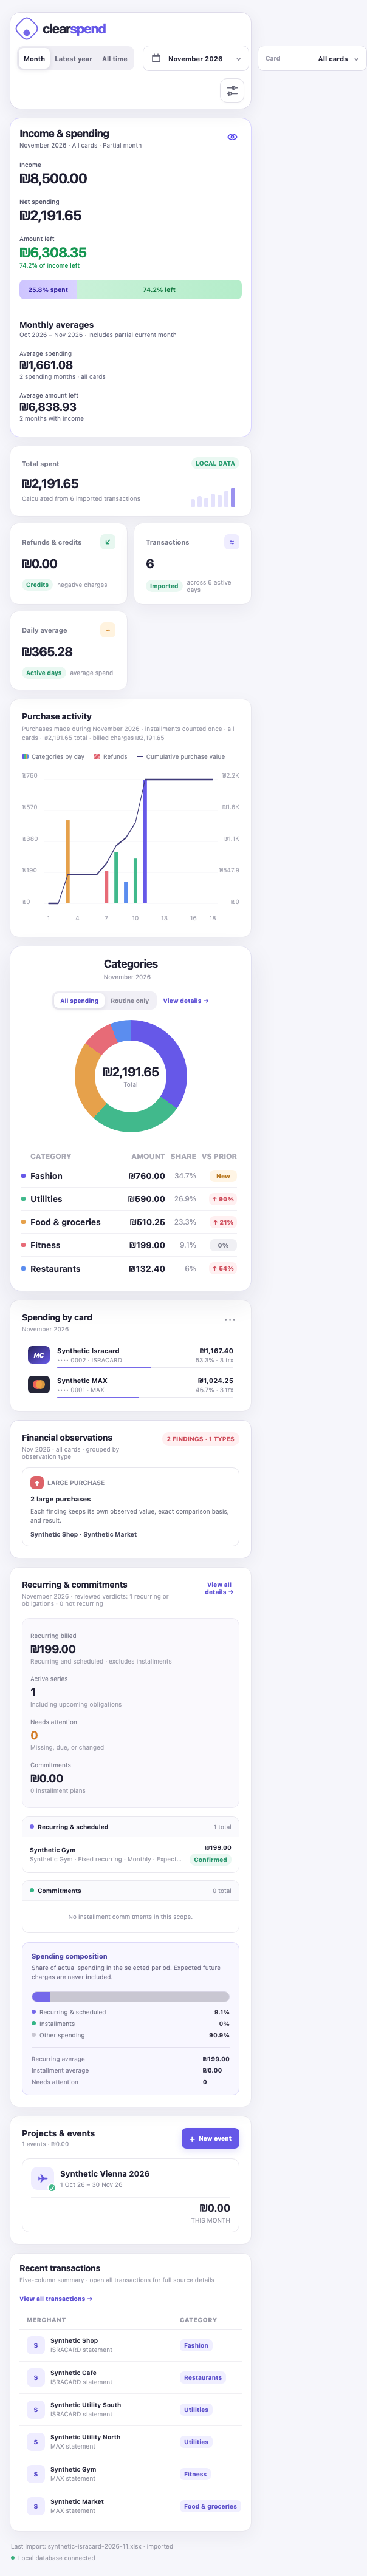 clearspend
Month Latest year All time
November 2026
Card All cards
Income & spending
November 2026 · All cards · Partial month
Income
₪8,500.00
Net spending
₪2,191.65
Amount left
₪6,308.35
74.2% of income left
25.8% spent 74.2% left
Monthly averages
Oct 2026 – Nov 2026 · Includes partial current month
Average spending
₪1,661.08
2 spending months · all cards
Average amount left
₪6,838.93
2 months with income
Total spent LOCAL DATA
₪2,191.65
Calculated from 6 imported transactions
Refunds & credits
₪0.00
Credits negative charges
Transactions
6
Imported across 6 active
days
Daily average
₪365.28
Active days average spend
Purchase activity
Purchases made during November 2026 · Installments counted once · all
cards · ₪2,191.65 total · billed charges ₪2,191.65
Categories by day Refunds Cumulative purchase value
₪760 ₪2.2K
₪570 ₪1.6K
₪380 ₪1.1K
₪190 ₪547.9
₪0 ₪0
1 4 7 10 13 16 18
Categories
November 2026
All spending Routine only View details →
₪2,191.65
Total
CATEGORY AMOUNT SHARE VS PRIOR
Fashion ₪760.00 34.7% New
Utilities ₪590.00 26.9% ↑ 90%
Food & groceries ₪510.25 23.3% ↑ 21%
Fitness ₪199.00 9.1% 0%
Restaurants ₪132.40 6% ↑ 54%
Spending by card ···
November 2026
MC Synthetic Isracard ₪1,167.40
•••• 0002 · ISRACARD 53.3% · 3 trx
Synthetic MAX ₪1,024.25
•••• 0001 · MAX 46.7% · 3 trx
Financial observations 2 FINDINGS · 1 TYPES
Nov 2026 · all cards · grouped by
observation type
LARGE PURCHASE
2 large purchases
Each finding keeps its own observed value, exact comparison basis,
and result.
Synthetic Shop · Synthetic Market
Recurring & commitments View all
details →
November 2026 · reviewed verdicts: 1 recurring or
obligations · 0 not recurring
Recurring billed
₪199.00
Recurring and scheduled · excludes installments
Active series
1
Including upcoming obligations
Needs attention
0
Missing, due, or changed
Commitments
₪0.00
0 installment plans
Recurring & scheduled 1 total
Synthetic Gym ₪199.00
Synthetic Gym · Fixed recurring · Monthly · Expect... Confirmed
Commitments 0 total
No installment commitments in this scope.
Spending composition
Share of actual spending in the selected period. Expected future
charges are never included.
Recurring & scheduled 9.1%
Installments 0%
Other spending 90.9%
Recurring average ₪199.00
Installment average ₪0.00
Needs attention 0
Projects & events + New event
1 events · ₪0.00
Synthetic Vienna 2026
1 Oct 26 – 30 Nov 26
₪0.00
THIS MONTH
Recent transactions
Five-column summary · open all transactions for full source details
View all transactions →
MERCHANT CATEGORY
S Synthetic Shop Fashion
ISRACARD statement
S Synthetic Cafe Restaurants
ISRACARD statement
S Synthetic Utility South Utilities
ISRACARD statement
S Synthetic Utility North Utilities
MAX statement
S Synthetic Gym Fitness
MAX statement
S Synthetic Market Food & groceries
MAX statement
Last import: synthetic-isracard-2026-11.xlsx · imported
Local database connected